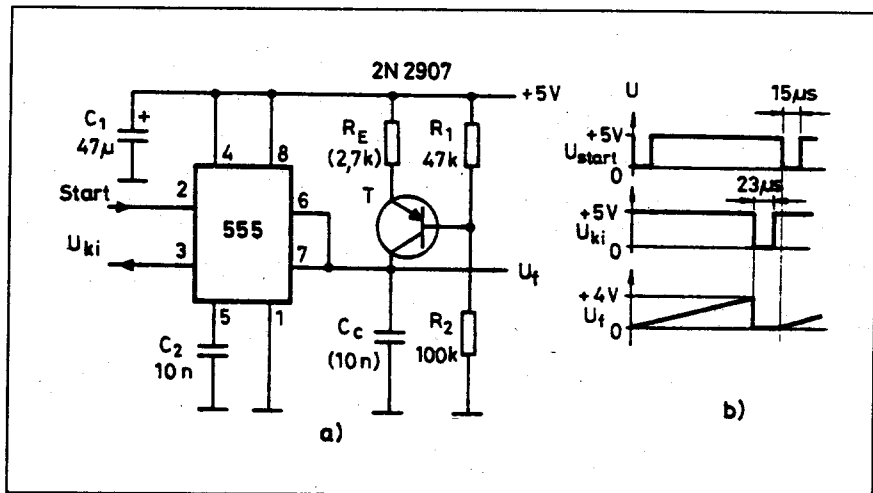 2N 2907
+5V
C1
47µ
+
4
8
RE
(2,7k)
R1
47k
Start
2
6
T
555
Uki
3
7
Uf
5
1
C2
10n
Cc
(10n)
R2
100k
a)
U
15µs
+5V
Ustart
0
23µs
+5V
Uki
0
+4V
Uf
0
b)